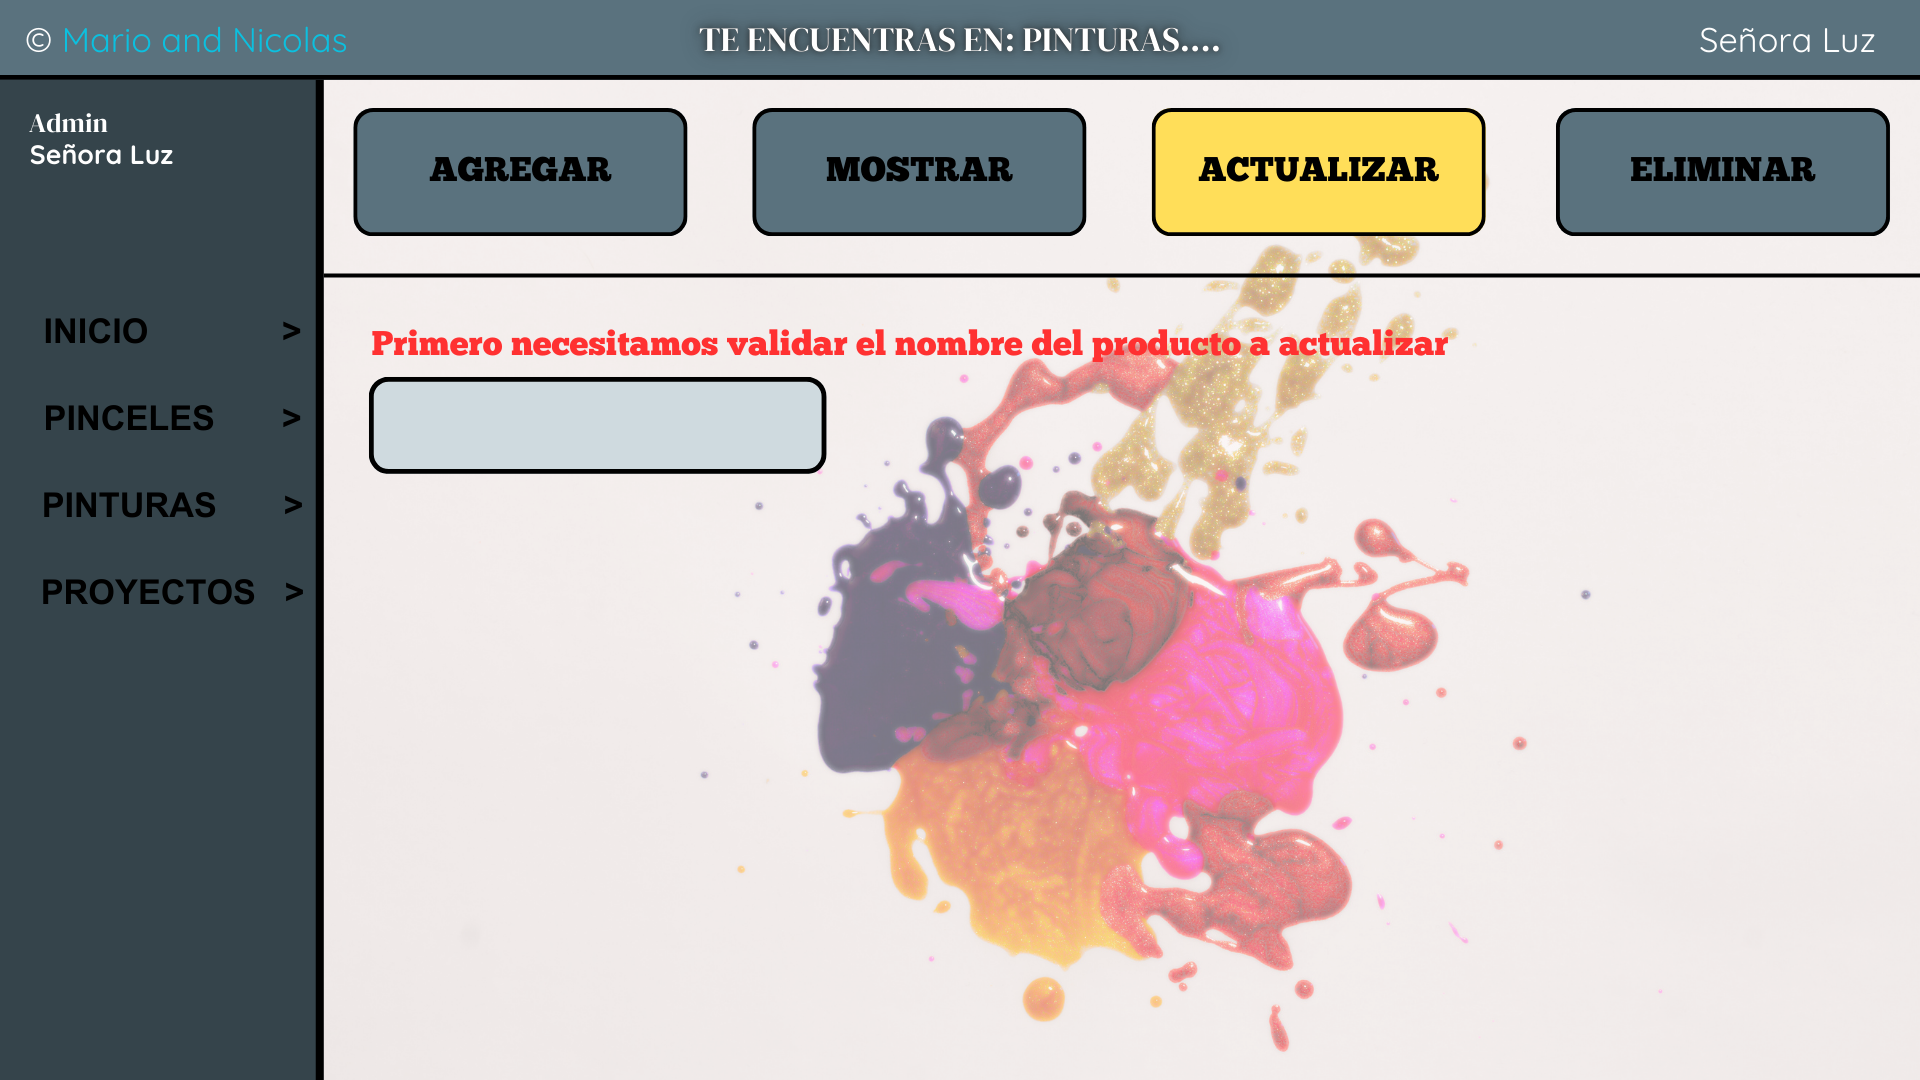 © Mario and Nicolas
TE ENCUENTRAS EN: PINTURAS....
Señora Luz
Admin
Señora Luz
AGREGAR
MOSTRAR
ACTUALIZAR
ELIMINAR
INICIO >
PINCELES >
PINTURAS >
PROYECTOS >
Primero necesitamos validar el nombre del producto a actualizar